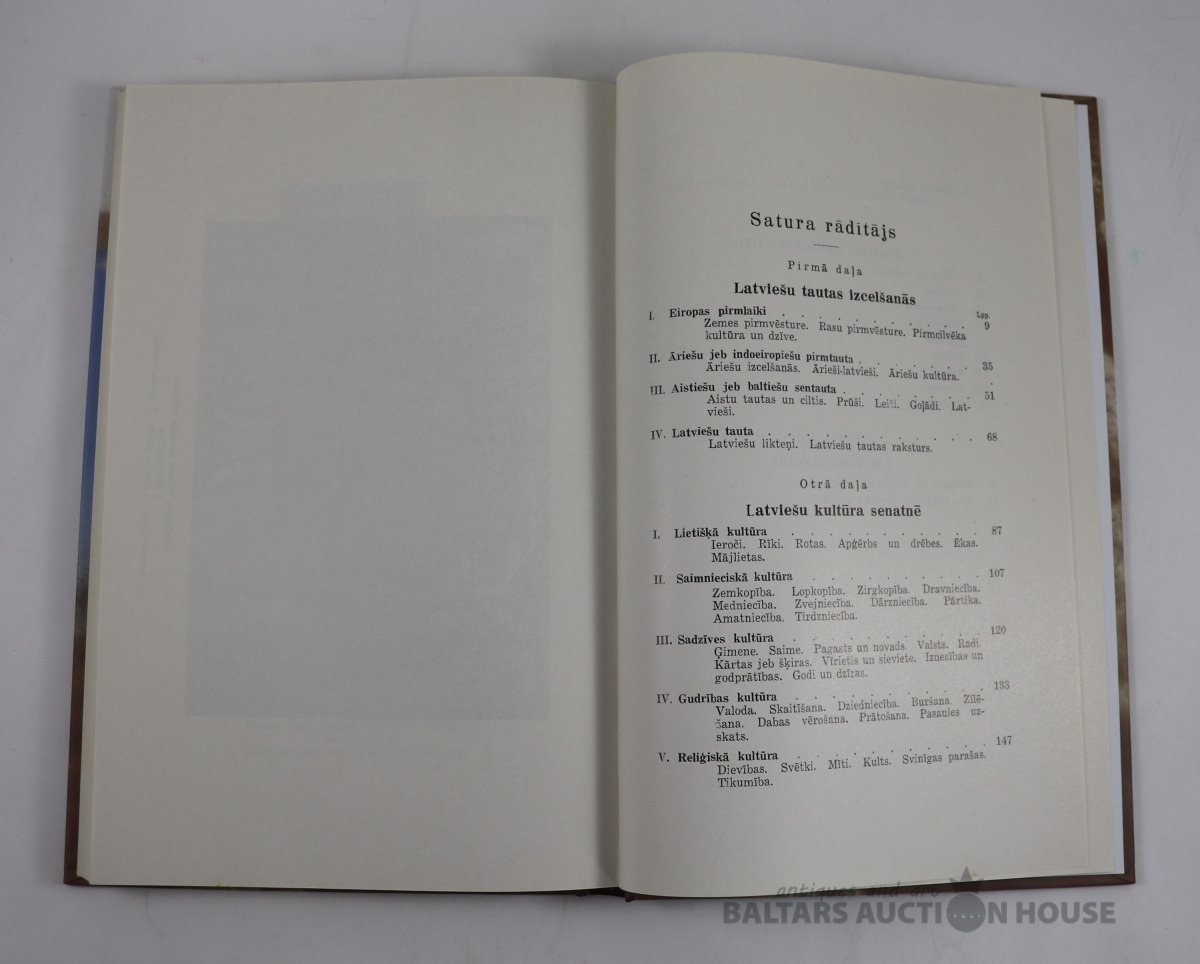 Satura rādītājs
Pirmā daļa
Latviešu tautas izcelšanās
Lpp.
I. Eiropas pirmlaiki . . . . . . . . . . . 9
Zemes pirmvēsture. Rasu pirmvēsture. Pirmcilvēka
kultūra un dzīve.
II. Āriešu jeb indoeiropiešu pirmtauta . . . . . . . 35
Āriešu izcelšanās. Ārieši-latvieši. Āriešu kultūra.
III. Aistiešu jeb baltiešu sentauta . . . . . . . . 51
Aistu tautas un ciltis. Prūši. Leiši. Goļādi. Lat-
vieši.
IV. Latviešu tauta . . . . . . . . . . . . 68
Latviešu likteņi. Latviešu tautas raksturs.
Otrā daļa
Latviešu kultūra senatnē
I. Lietišķā kultūra . . . . . . . . . . 87
Ieroči. Rīki. Rotas. Apģērbs un drēbes. Ēkas.
Mājlietas.
II. Saimnieciskā kultūra . . . . . . . . . 107
Zemkopība. Lopkopība. Zirgkopība. Dravniecība.
Medniecība. Zvejniecība. Dārzniecība. Pārtika.
Amatniecība. Tirdzniecība.
III. Sadzīves kultūra . . . . . . . . . . 120
Ģimene. Saime. Pagasts un novads. Valsts. Radi.
Kārtas jeb šķiras. Vīrietis un sieviete. Iznesības un
godprātības. Godi un dzīras.
IV. Gudrības kultūra . . . . . . . . . . 133
Valoda. Skaitīšana. Dziedniecība. Buršana. Zīlē-
šana. Dabas vērošana. Prātošana. Pasaules uz-
skats.
V. Reliģiskā kultūra . . . . . . . . . . 147
Dievības. Svētki. Mīti. Kults. Svinīgas parašas.
Tikumība.
antiques and art
BALTARS AUCTION HOUSE